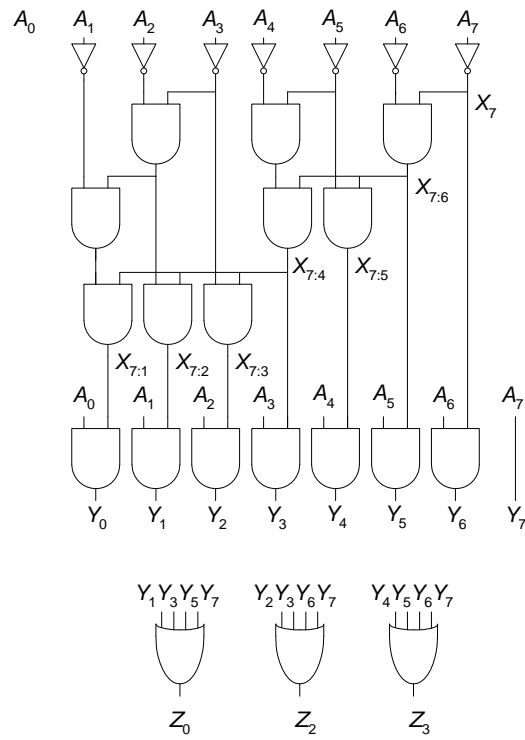 A0 A1 A2 A3 A4 A5 A6 A7
X7
X7:6
X7:4 X7:5
X7:1 X7:2 X7:3
A0 A1 A2 A3 A4 A5 A6 A7
Y0 Y1 Y2 Y3 Y4 Y5 Y6 Y7
Y1 Y3 Y5 Y7 Y2 Y3 Y6 Y7 Y4 Y5 Y6 Y7
Z0 Z2 Z3